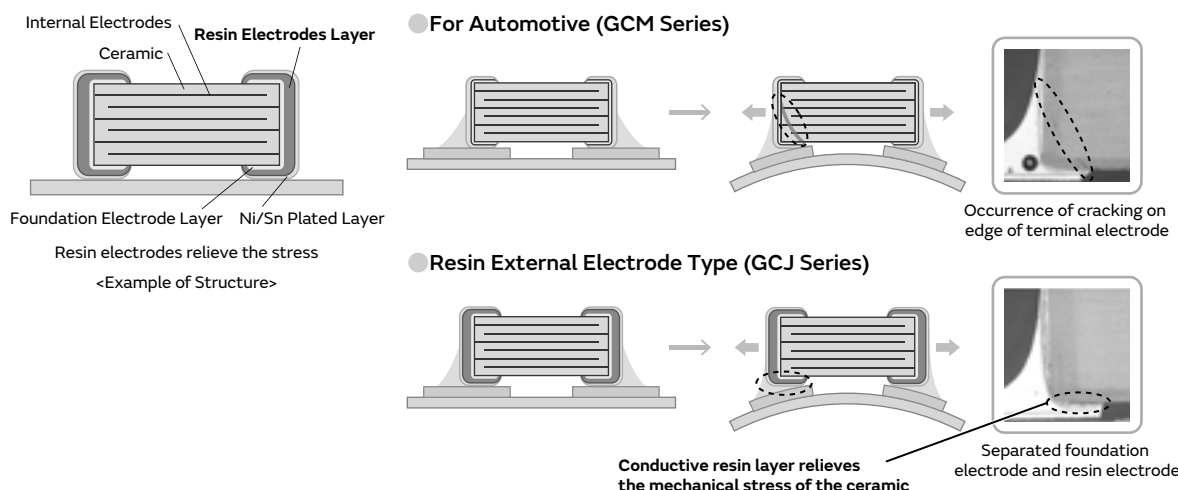 Internal Electrodes
Resin Electrodes Layer
Ceramic
Foundation Electrode Layer
Ni/Sn Plated Layer
Resin electrodes relieve the stress
<Example of Structure>
For Automotive (GCM Series)
Occurrence of cracking on
edge of terminal electrode
Resin External Electrode Type (GCJ Series)
Conductive resin layer relieves
the mechanical stress of the ceramic
Separated foundation
electrode and resin electrode